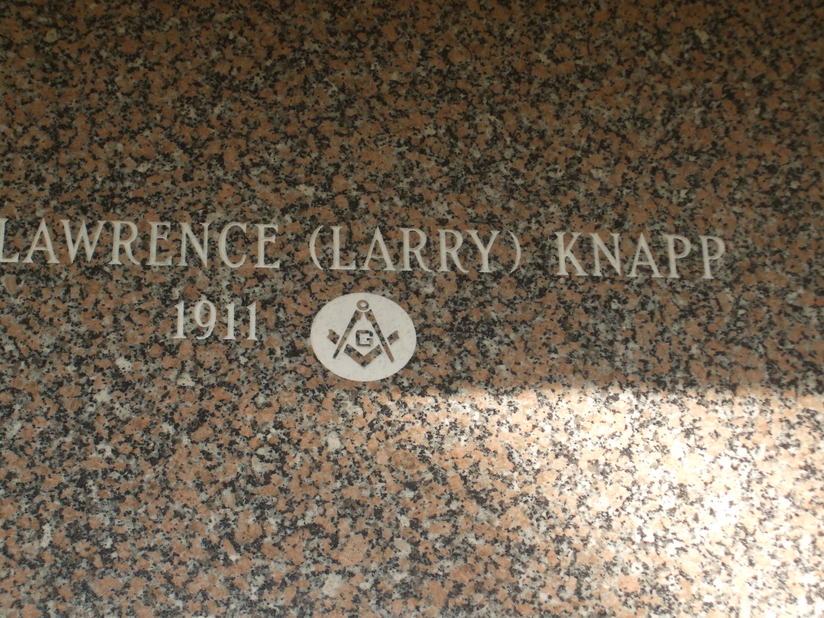 LAWRENCE (LARRY) KNAPP
1911
G